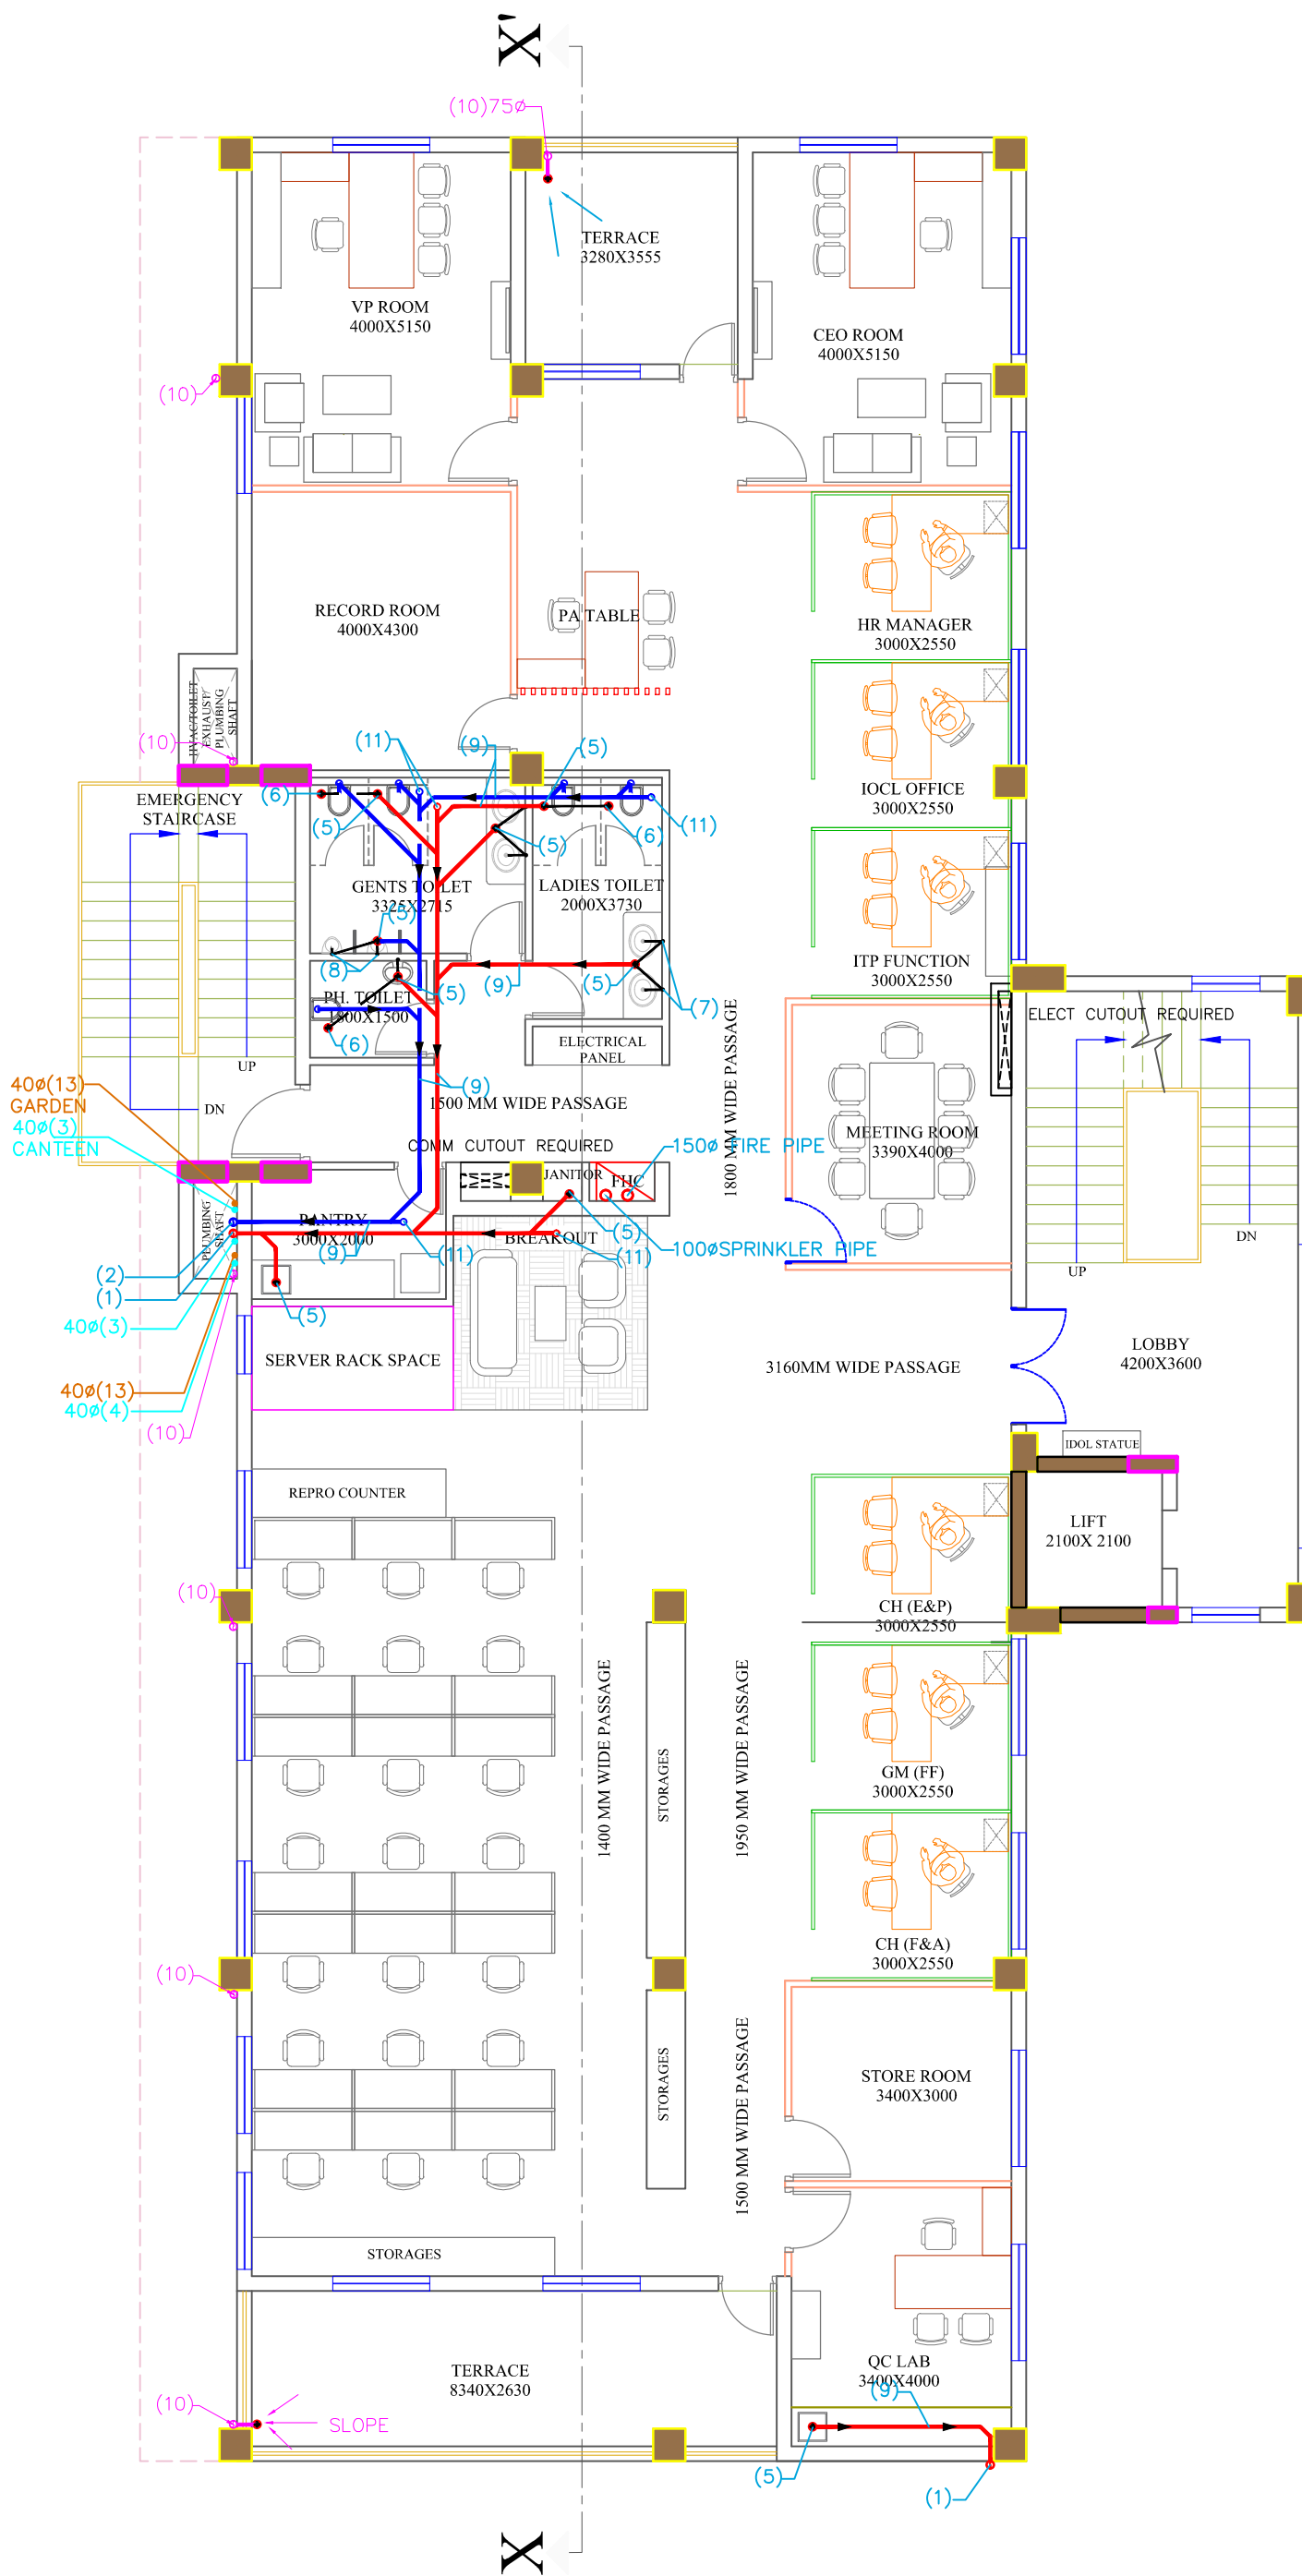 X'
(10)75ø
TERRACE
3280X3555
VP ROOM
4000X5150
CEO ROOM
4000X5150
(10)
RECORD ROOM
4000X4300
PA TABLE
HR MANAGER
3000X2550
HVAC/TOILET
EXHAUST/
PLUMBING
SHAFT
(10)
(11)
(9)
(5)
IOCL OFFICE
3000X2550
EMERGENCY
STAIRCASE
(6)
(5)
(5)
(6)
(11)
GENTS TOILET
3325X2715
LADIES TOILET
2000X3730
(5)
ITP FUNCTION
3000X2550
(8)
(5)
(9)
(5)
(7)
PH. TOILET
800X1500
(6)
ELECTRICAL
PANEL
1800 MM WIDE PASSAGE
ELECT CUTOUT REQUIRED
UP
DN
40ø(13)
GARDEN
40ø(3)
CANTEEN
(9)
1500 MM WIDE PASSAGE
MEETING ROOM
3390X4000
COMM CUTOUT REQUIRED
150ø FIRE PIPE
JANITOR
FHC
PLUMBING
SHAFT
PANTRY
3000X2000
(9)
(11)
BREAKOUT
(5)
(11)
100øSPRINKLER PIPE
DN
UP
(2)
(1)
(5)
40ø(3)
SERVER RACK SPACE
3160MM WIDE PASSAGE
LOBBY
4200X3600
40ø(13)
40ø(4)
(10)
IDOL STATUE
REPRO COUNTER
LIFT
2100X 2100
(10)
CH (E&P)
3000X2550
1400 MM WIDE PASSAGE
STORAGES
1950 MM WIDE PASSAGE
GM (FF)
3000X2550
CH (F&A)
3000X2550
(10)
STORAGES
1500 MM WIDE PASSAGE
STORE ROOM
3400X3000
STORAGES
TERRACE
8340X2630
QC LAB
3400X4000
(9)
(10)
SLOPE
(5)
(1)
X